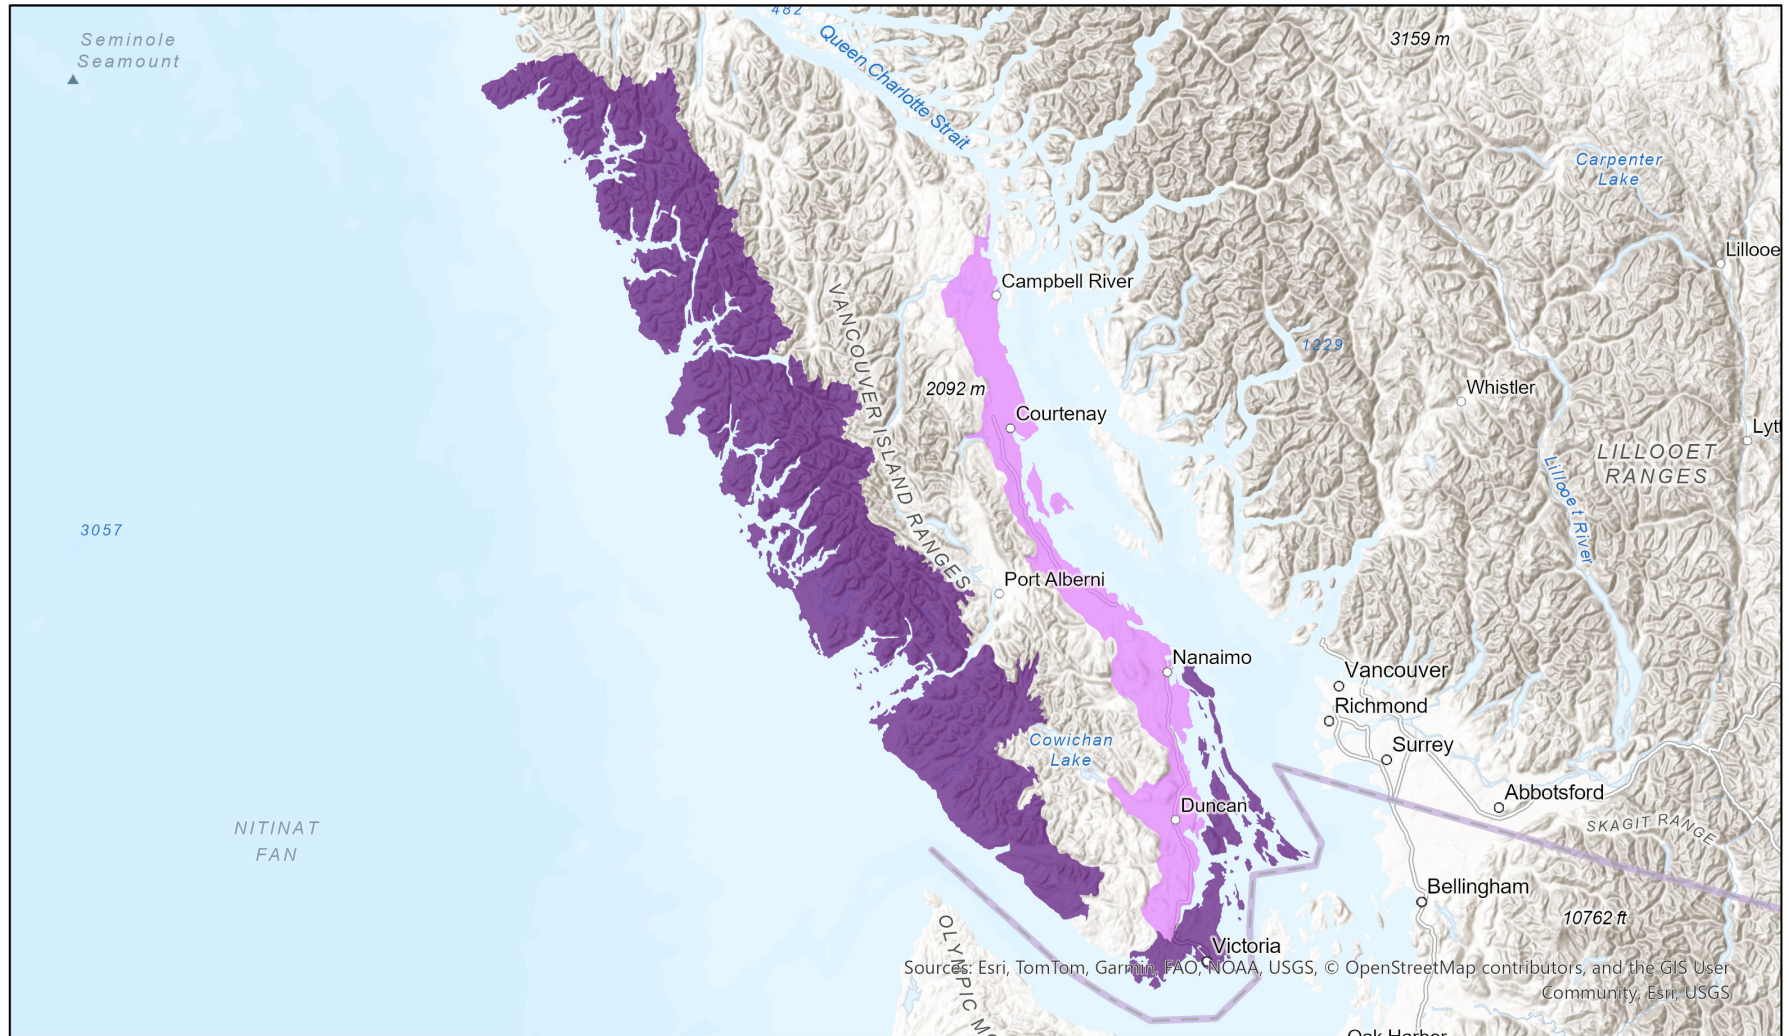 482
Seminole
Seamount
Queen Charlotte Strait
3159 m
Carpenter
Lake
Lillooe
Campbell River
VANCOUVER ISLAND RANGES
1229
2092 m
Whistler
Courtenay
Lytt
LILLOOET
RANGES
Lillooet River
3057
Port Alberni
Nanaimo
Vancouver
Richmond
Cowichan
Lake
Surrey
Abbotsford
Duncan
SKAGIT RANGE
NITINAT
FAN
Bellingham
10762 ft
OLYMPIC MO
Victoria
Sources: Esri, TomTom, Garmin, FAO, NOAA, USGS, © OpenStreetMap contributors, and the GIS User
Community, Esri, USGS
Oak Harbor